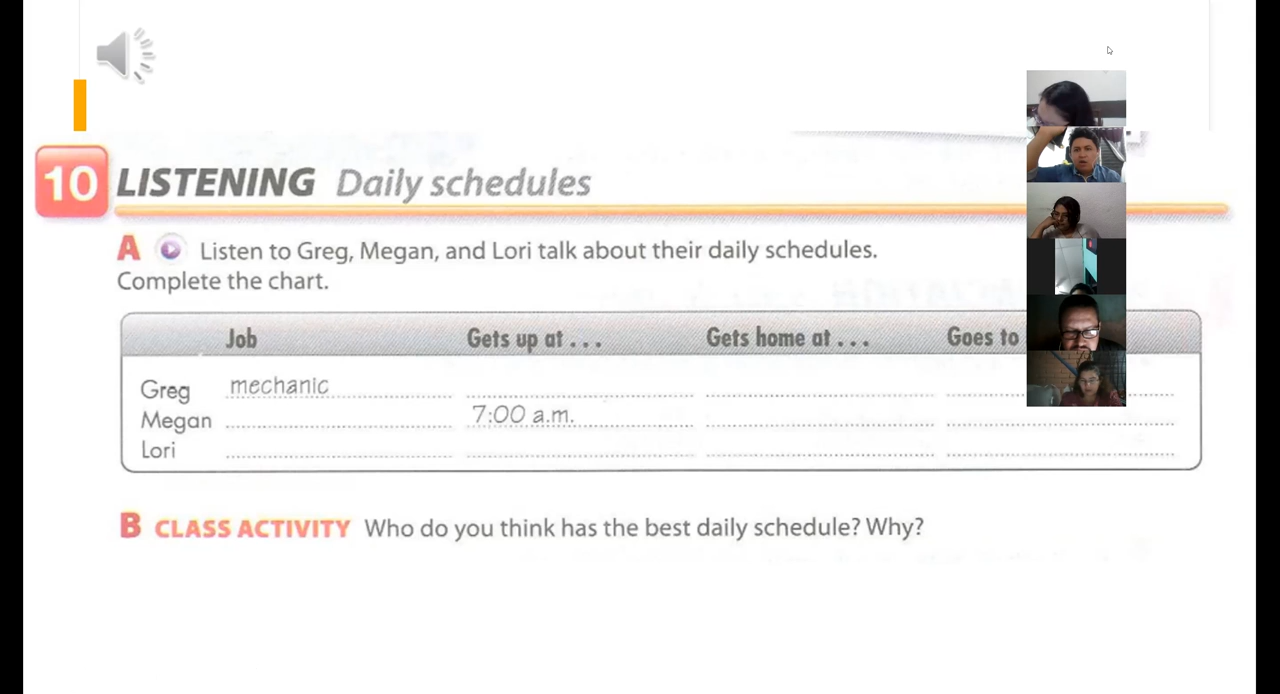 10 LISTENING Daily schedules
A Listen to Greg, Megan, and Lori talk about their daily schedules.
Complete the chart.
Job Gets up at . . . Gets home at . . . Goes to
Greg mechanic
Megan 7:00 a.m.
Lori
B CLASS ACTIVITY Who do you think has the best daily schedule? Why?